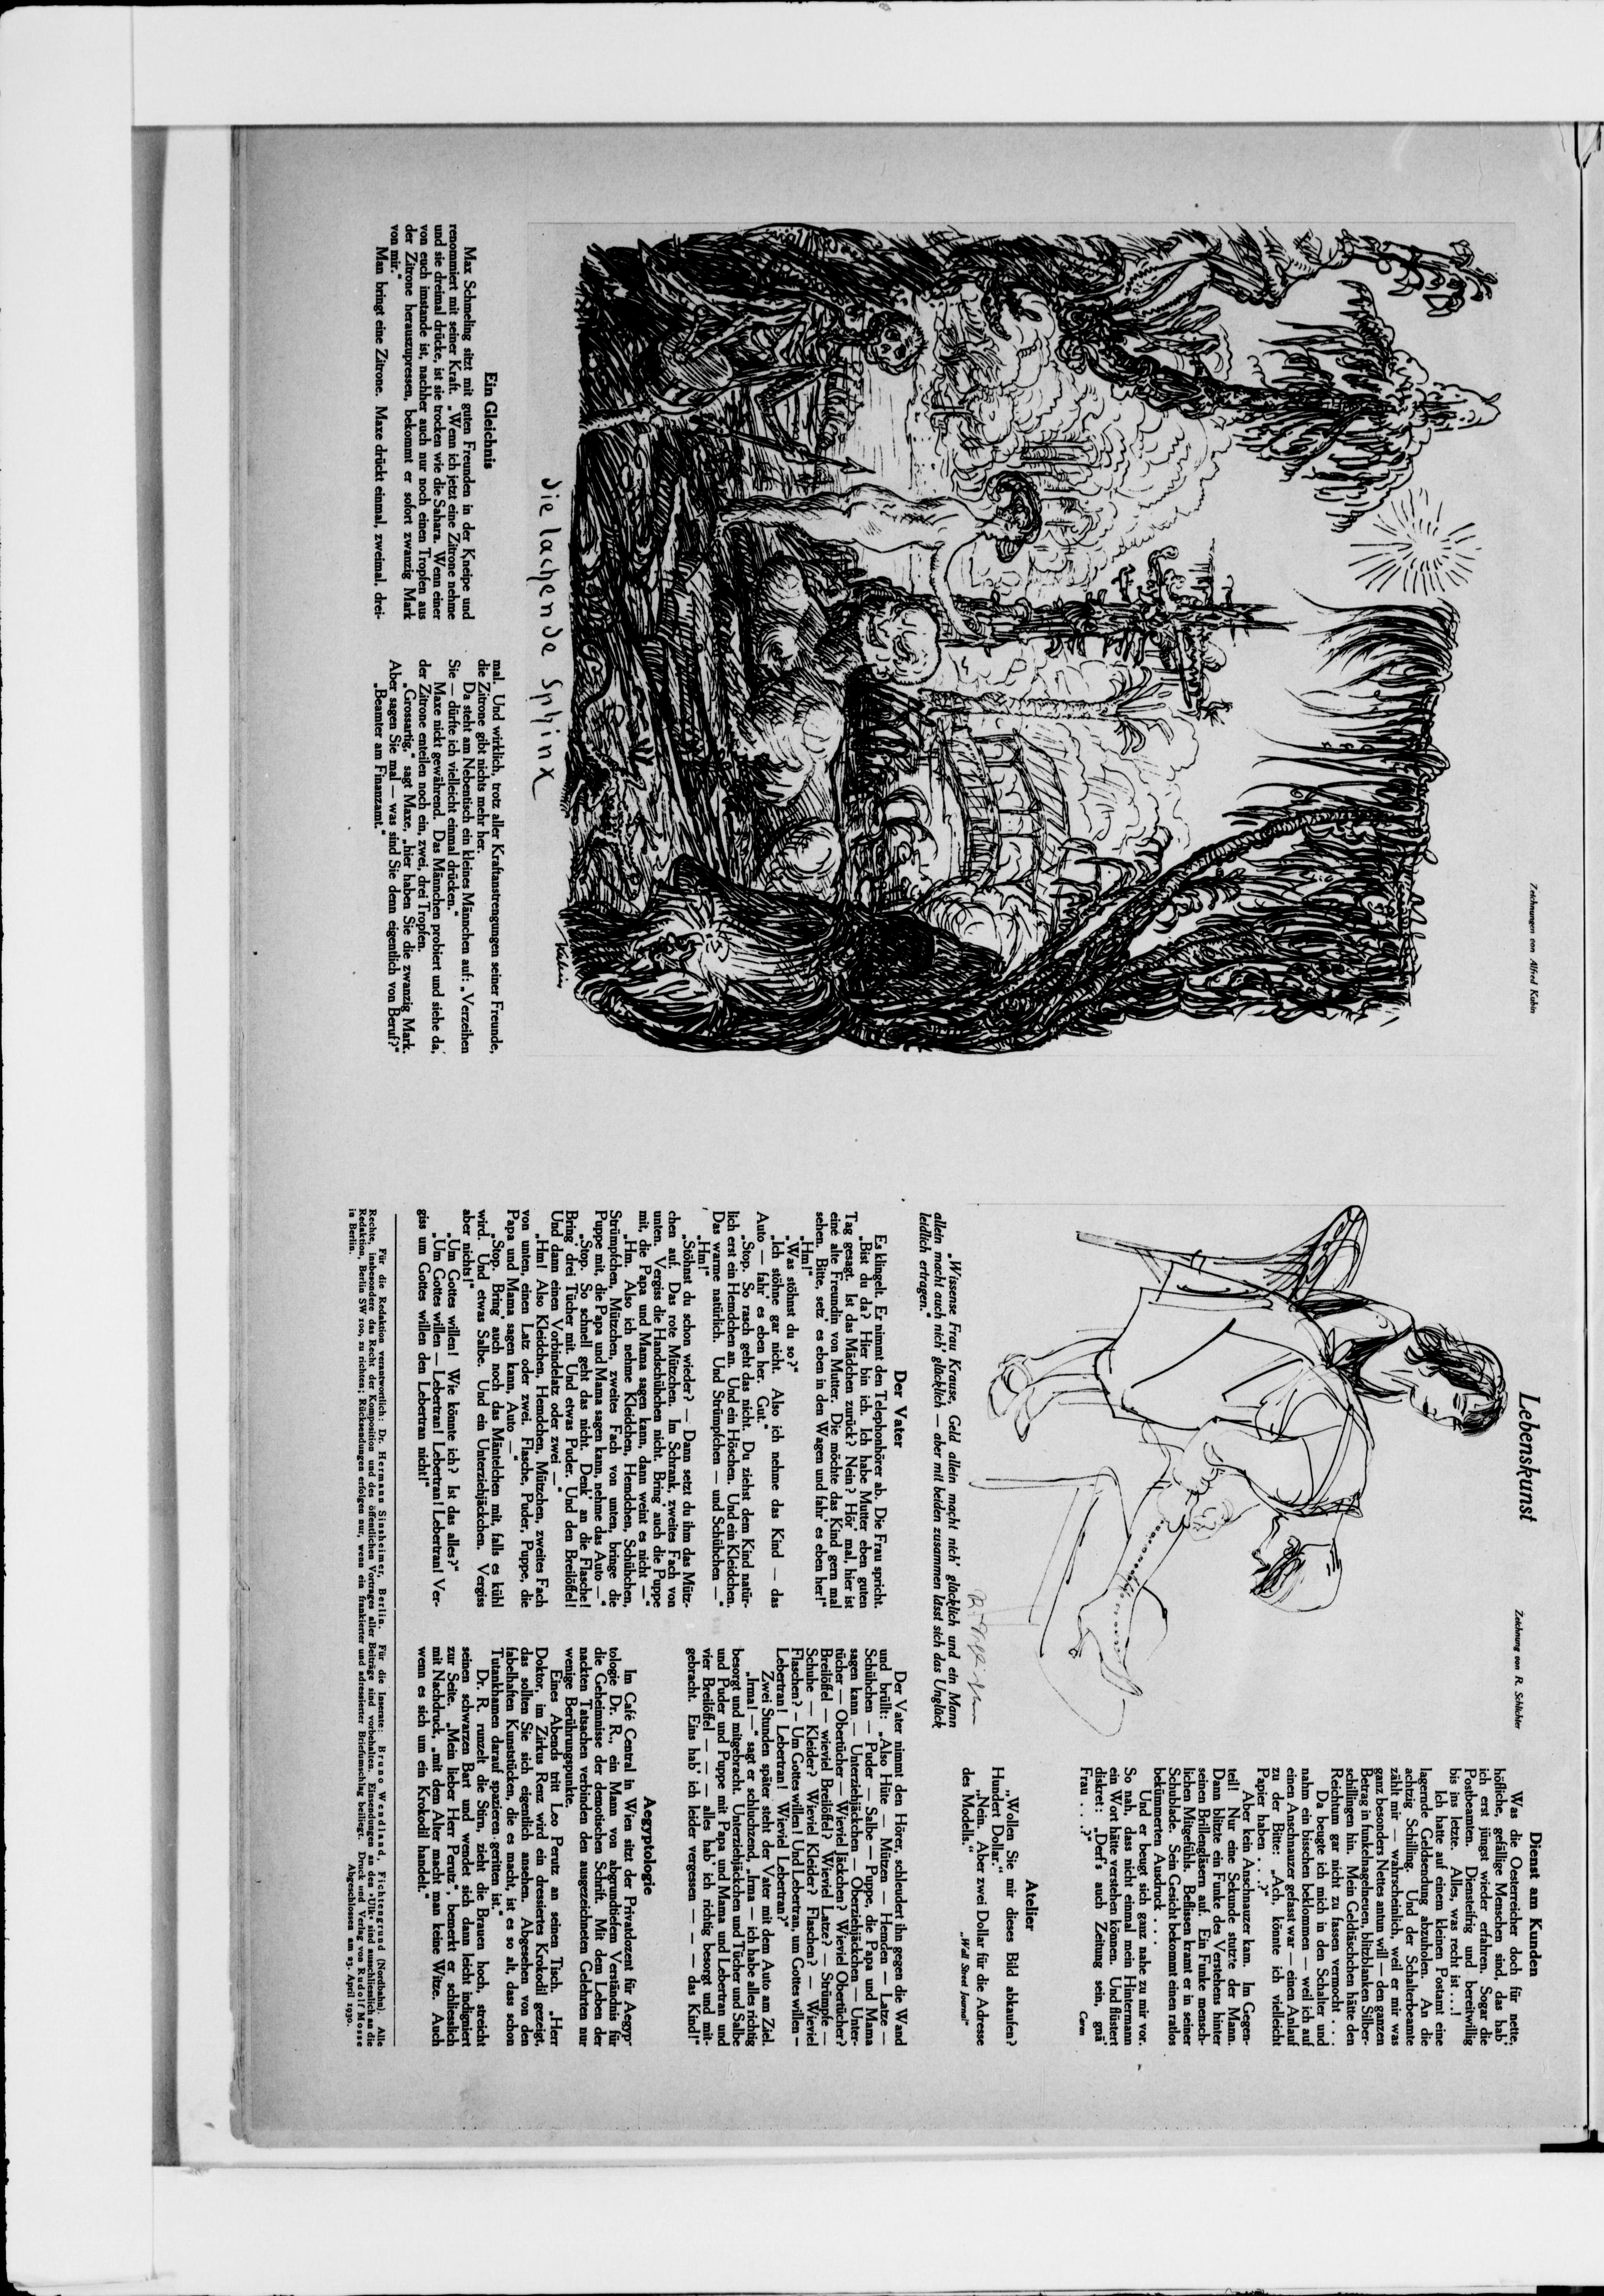 Zeichnungen von Alfred Kubin
die lachende Sphinx
Kubin
Ein Gleichnis
Max Schmeling sitzt mit guten Freunden in der Kneipe und
renommiert mit seiner Kraft. „Wenn ich jetzt eine Zitrone nehme
und sie dreimal drücke, ist sie trocken wie die Sahara. Wenn einer
von euch imstande ist, nachher auch nur noch einen Tropfen aus
der Zitrone herauszupressen, bekommt er sofort zwanzig Mark
von mir.“
Man bringt eine Zitrone. Maxe drückt einmal, zweimal, drei-
mal. Und wirklich, trotz aller Kraftanstrengungen seiner Freunde,
die Zitrone gibt nichts mehr her.
Da steht am Nebentisch ein kleines Männchen auf: „Verzeihen
Sie — dürfte ich vielleicht einmal drücken.“
Maxe nickt gewährend. Das Männchen probiert und siehe da,
der Zitrone enteilen noch ein, zwei, drei Tropfen.
„Grossartig,“ sagt Maxe, „hier haben Sie die zwanzig Mark.
Aber sagen Sie mal — was sind Sie denn eigentlich von Beruf?“
„Beamter am Finanzamt.“
Lebenskunst
Zeichnung von R. Schlichter
R. Schlichter
„Wissense Frau Krause, Geld allein macht nich' glücklich und ein Mann
allein macht auch nich' glücklich — aber mit beiden zusammen lässt sich das Unglück
leidlich ertragen.“
Dienst am Kunden
Was die Oesterreicher doch für nette,
höfliche, gefällige Menschen sind, das hab'
ich erst jüngst wieder erfahren. Sogar die
Postbeamten. Diensteifrig und bereitwillig
bis ins letzte. Alles, was recht ist ...!
Ich hatte auf einem kleinen Postamt eine
lagernde Geldsendung abzuholen. An die
achtzig Schilling. Und der Schalterbeamte
zählt mir — wahrscheinlich, weil er mir was
ganz besonders Nettes antun will — den ganzen
Betrag in funkelnagelneuen, blitzblanken Silber-
schillingen hin. Mein Geldtäschchen hätte den
Reichtum gar nicht zu fassen vermocht ...
Da beugte ich mich in den Schalter und
nahm ein bisschen beklommen — weil ich auf
einen Anschnauzer gefasst war — einen Anlauf
zu der Bitte: „Ach, könnte ich vielleicht
Papier haben ...?“
Aber kein Anschnauzer kam. Im Gegen-
teil! Nur eine Sekunde stutzte der Mann.
Dann blitzte ein Funke des Verstehens hinter
seinen Brillengläsern auf. Ein Funke mensch-
lichen Mitgefühls. Beflissen kramt er in seiner
Schublade. Sein Gesicht bekommt einen ratlos
bekümmerten Ausdruck ....
Und er beugt sich ganz nahe zu mir vor.
So nah, dass nicht einmal mein Hintermann
ein Wort hätte verstehen können. Und flüstert
diskret: „Derf's auch Zeitung sein, gnä'
Frau ...?“
Carm
Atelier
„Wollen Sie mir dieses Bild abkaufen?
Hundert Dollar.“
„Nein. Aber zwei Dollar für die Adresse
des Modells.“
„Wall Street Journal“
Der Vater
Es klingelt. Er nimmt den Telephonhörer ab. Die Frau spricht.
„Bist du da? Hier bin ich. Ich habe Mutter eben guten
Tag gesagt. Ist das Mädchen zurück? Nein? Hör' mal, hier ist
eine alte Freundin von Mutter. Die möchte das Kind gern mal
sehen. Bitte, setz' es eben in den Wagen und fahr' es eben her!“
„Hm!“
„Was stöhnst du so?“
„Ich stöhne gar nicht. Also ich nehme das Kind — das
Auto — fahr' es eben her. Gut.“
„Stop. So rasch geht das nicht. Du ziehst dem Kind natür-
lich erst ein Hemdchen an. Und ein Höschen. Und ein Kleidchen.
Das warme natürlich. Und Strümpfchen — und Schühchen —“
„Hm!“
„Stöhnst du schon wieder? — Dann setzt du ihm das Mütz-
chen auf. Das rote Mützchen. Im Schrank, zweites Fach von
unten. Vergiss die Handschühchen nicht. Bring' auch die Puppe
mit, die Papa und Mama sagen kann, dann weint es nicht —“
„Hm. Also ich nehme Kleidchen, Hemdchen, Schühchen,
Strümpfchen, Mützchen, zweites Fach von unten, bringe die
Puppe mit, die Papa und Mama sagen kann, nehme das Auto —“
„Stop. So schnell geht das nicht. Denk' an die Flasche!
Bring' drei Tücher mit. Und etwas Puder. Und den Breilöffel!
Und dann einen Vorbindelatz oder zwei —“
„Hm! Also Kleidchen, Hemdchen, Mützchen, zweites Fach
von unten, einen Latz oder zwei, Flasche, Puder, Puppe, die
Papa und Mama sagen kann, Auto —“
„Stop. Bring' auch noch das Mäntelchen mit, falls es kühl
wird. Und etwas Salbe. Und ein Unterziehjäckchen. Vergiss
aber nichts!“
„Um Gottes willen! Wie könnte ich? Ist das alles?“
„Um Gottes willen — Lebertran! Lebertran! Lebertran! Ver-
giss um Gottes willen den Lebertran nicht!“
Der Vater nimmt den Hörer, schleudert ihn gegen die Wand
und brüllt: „Also Hüte — Mützen — Hemden — Latze —
Schühchen — Puder — Salbe — Puppe, die Papa und Mama
sagen kann — Unterziehjäckchen — Oberziehjäckchen — Unter-
tücher — Obertücher — Wieviel Jäckchen? Wieviel Obertücher?
Breilöffel — wieviel Breilöffel? Wieviel Latze? — Strümpfe —
Schuhe — Kleider? Wieviel Kleider? Flaschen? — Wieviel
Flaschen? – Um Gottes willen! Und Lebertran, um Gottes willen –
Lebertran! Lebertran! Wieviel Lebertran?“
Zwei Stunden später steht der Vater mit dem Auto am Ziel.
„Irma! —“ sagt er schluchzend, „Irma — ich habe alles richtig
besorgt und mitgebracht. Unterziehjäckchen und Tücher und Salbe
und Puder und Puppe mit Papa und Mama und Lebertran und
vier Breilöffel — — — alles hab' ich richtig besorgt und mit-
gebracht. Eins hab' ich leider vergessen — — — — das Kind!“
Aegyptologie
Im Café Central in Wien sitzt der Privatdozent für Aegyp-
tologie Dr. R., ein Mann von abgrundtiefem Verständnis für
die Geheimnisse der demotischen Schrift. Mit dem Leben der
nackten Tatsachen verbinden den ausgezeichneten Gelehrten nur
wenige Berührungspunkte.
Eines Abends tritt Leo Perutz an seinen Tisch. „Herr
Doktor, im Zirkus Renz wird ein dressiertes Krokodil gezeigt,
das sollten Sie sich eigentlich ansehen. Abgesehen von den
fabelhaften Kunststücken, die es macht, ist es so alt, dass schon
Tutankhamen darauf spazieren geritten ist.“
Dr. R. runzelt die Stirn, zieht die Brauen hoch, streicht
seinen schwarzen Bart und wendet sich dann leicht indigniert
zur Seite. „Mein lieber Herr Perutz“, bemerkt er schliesslich
mit Nachdruck, „mit dem Alter macht man keine Witze. Auch
wenn es sich um ein Krokodil handelt.“
Für die Redaktion verantwortlich: Dr. Hermann Sinsheimer, Berlin. Für die Inserate: Bruno Wendland, Fichtengrund (Nordbahn). Alle
Rechte, insbesondere das Recht der Komposition und des öffentlichen Vortrages aller Beiträge sind vorbehalten. Einsendungen an den »Ulk« sind ausschliesslich an die
Redaktion, Berlin SW 100, zu richten; Rücksendungen erfolgen nur, wenn ein frankierter und adressierter Briefumschlag beiliegt. Druck und Verlag von Rudolf Mosse
in Berlin.
Abgeschlossen am 23. April 1930.